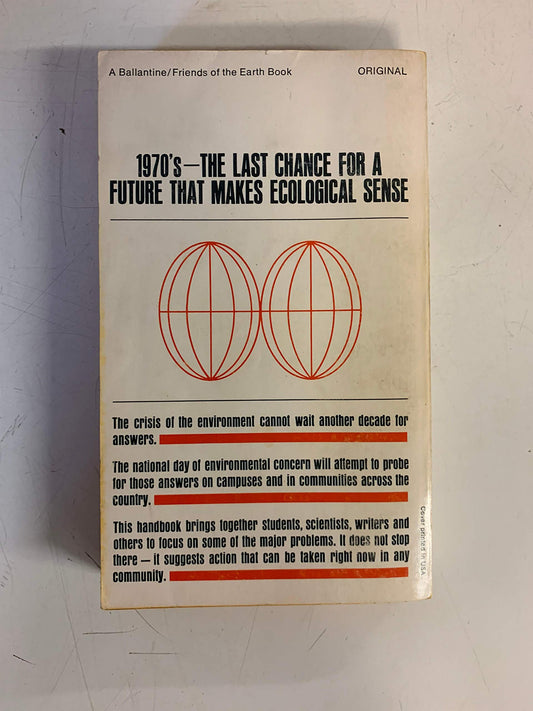 A Ballantine/Friends of the Earth Book
ORIGINAL
1970's—THE LAST CHANCE FOR A
FUTURE THAT MAKES ECOLOGICAL SENSE
The crisis of the environment cannot wait another decade for
answers.
The national day of environmental concern will attempt to probe
for those answers on campuses and in communities across the
country.
This handbook brings together students, scientists, writers and
others to focus on some of the major problems. It does not stop
there — it suggests action that can be taken right now in any
community.
Cover printed in USA